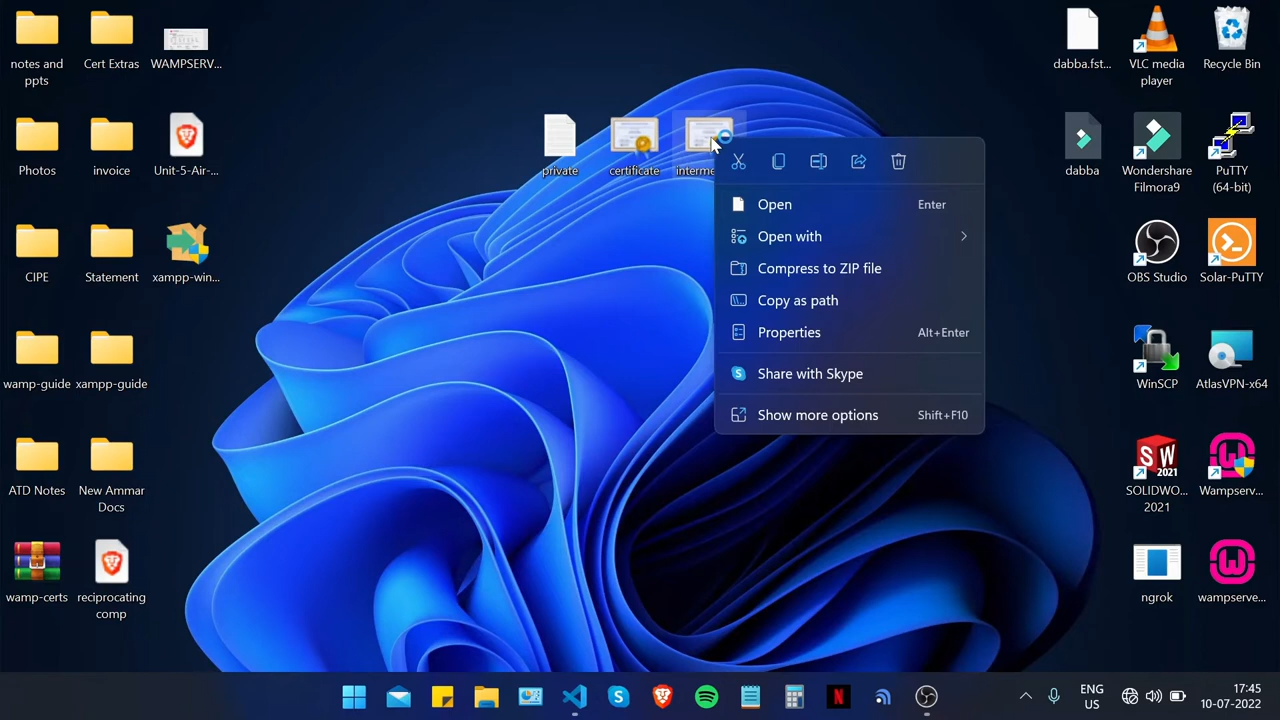 notes and
ppts
Cert Extras
WAMPSERV...
Photos
invoice
Unit-5-Air-...
CIPE
Statement
xampp-win...
wamp-guide
xampp-guide
ATD Notes
New Ammar
Docs
wamp-certs
reciprocating
comp
private
certificate
interme
Open
Enter
Open with
Compress to ZIP file
Copy as path
Properties
Alt+Enter
Share with Skype
Show more options
Shift+F10
dabba.fst...
VLC media
player
Recycle Bin
dabba
Wondershare
Filmora9
PuTTY
(64-bit)
OBS Studio
Solar-PuTTY
WinSCP
AtlasVPN-x64
SW
2021
SOLIDWO...
2021
Wampserv...
ngrok
wampserve...
ENG
US
17:45
10-07-2022